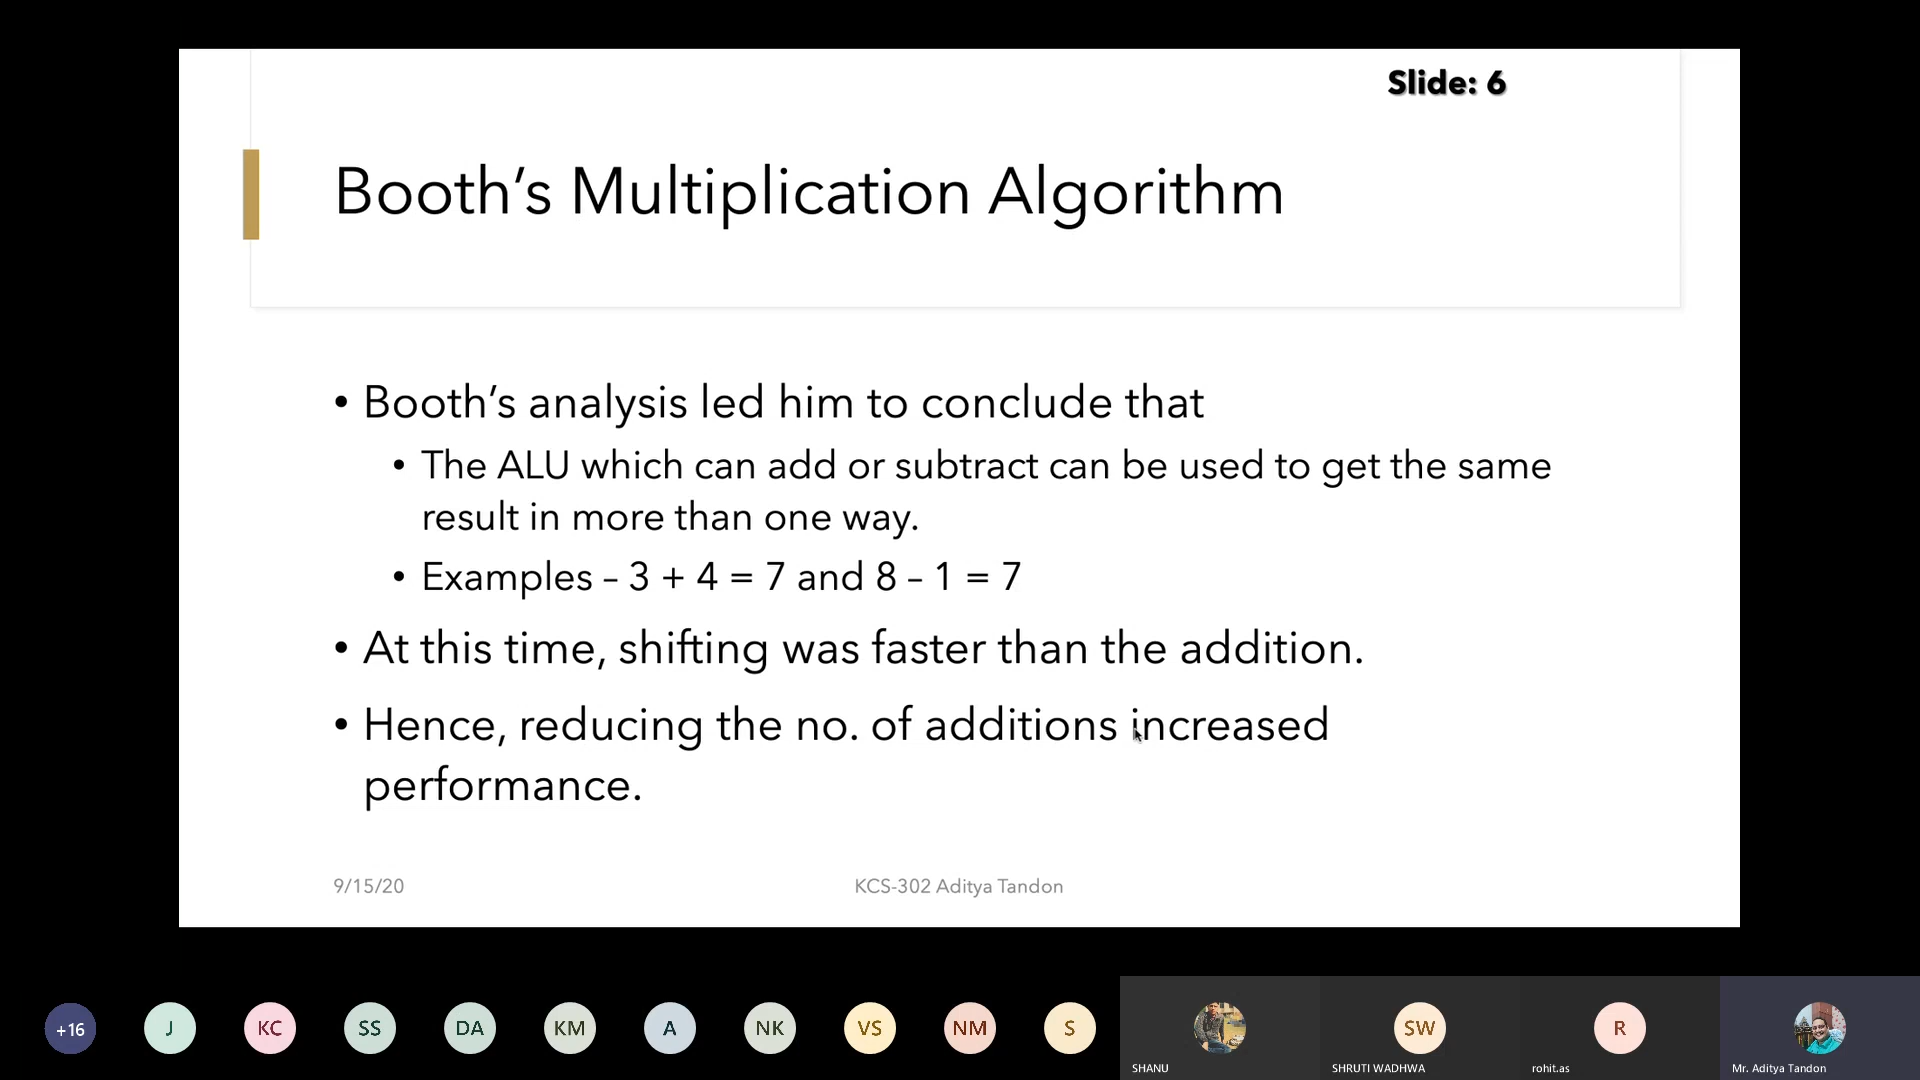 Slide: 6
Booth’s Multiplication Algorithm
• Booth’s analysis led him to conclude that
• The ALU which can add or subtract can be used to get the same
result in more than one way.
• Examples – 3 + 4 = 7 and 8 – 1 = 7
• At this time, shifting was faster than the addition.
• Hence, reducing the no. of additions increased
performance.
9/15/20
KCS-302 Aditya Tandon
+16
J
KC
SS
DA
KM
A
NK
VS
NM
S
SHANU
SW
SHRUTI WADHWA
R
rohit.as
Mr. Aditya Tandon